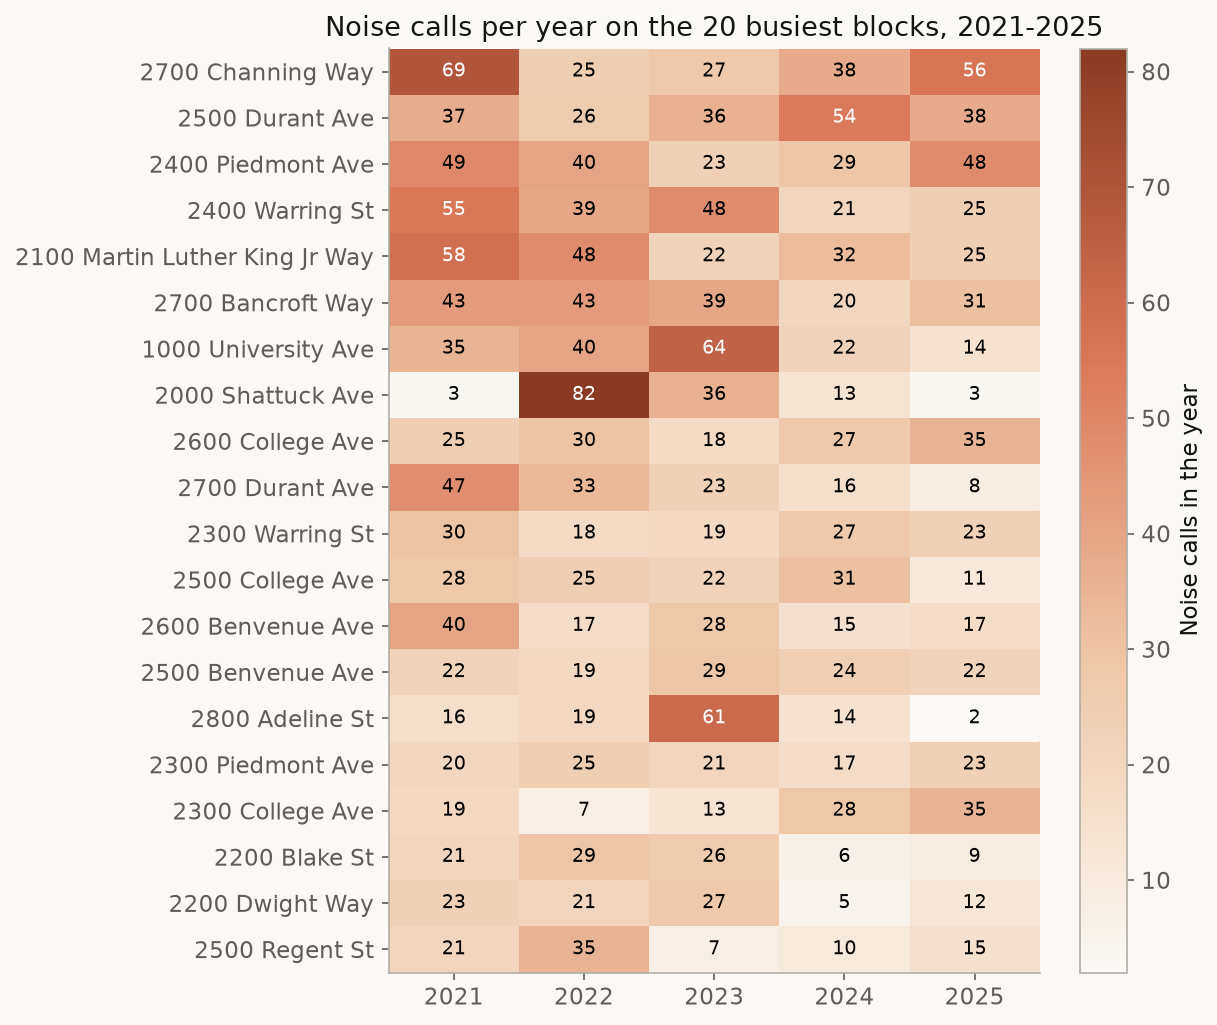 Noise calls per year on the 20 busiest blocks, 2021-2025
2700 Channing Way 69 25 27 38 56
2500 Durant Ave 37 26 36 54 38
2400 Piedmont Ave 49 40 23 29 48
2400 Warring St 55 39 48 21 25
2100 Martin Luther King Jr Way 58 48 22 32 25
2700 Bancroft Way 43 43 39 20 31
1000 University Ave 35 40 64 22 14
2000 Shattuck Ave 3 82 36 13 3
2600 College Ave 25 30 18 27 35
2700 Durant Ave 47 33 23 16 8
2300 Warring St 30 18 19 27 23
2500 College Ave 28 25 22 31 11
2600 Benvenue Ave 40 17 28 15 17
2500 Benvenue Ave 22 19 29 24 22
2800 Adeline St 16 19 61 14 2
2300 Piedmont Ave 20 25 21 17 23
2300 College Ave 19 7 13 28 35
2200 Blake St 21 29 26 6 9
2200 Dwight Way 23 21 27 5 12
2500 Regent St 21 35 7 10 15
2021 2022 2023 2024 2025
80
70
60
50
40
30
20
10
Noise calls in the year